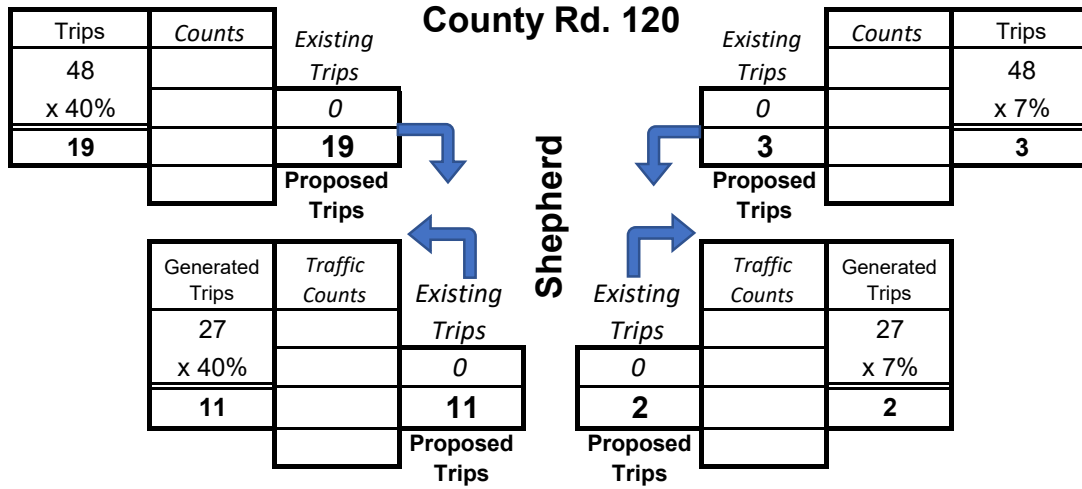 County Rd. 120
Trips
Counts
Existing
Trips
48
x 40%
0
19
19
Proposed
Trips
Existing
Trips
Counts
Trips
48
0
x 7%
3
3
Proposed
Trips
Shepherd
Generated
Trips
Traffic
Counts
Existing
Trips
27
x 40%
0
11
11
Proposed
Trips
Existing
Trips
Traffic
Counts
Generated
Trips
27
0
x 7%
2
2
Proposed
Trips